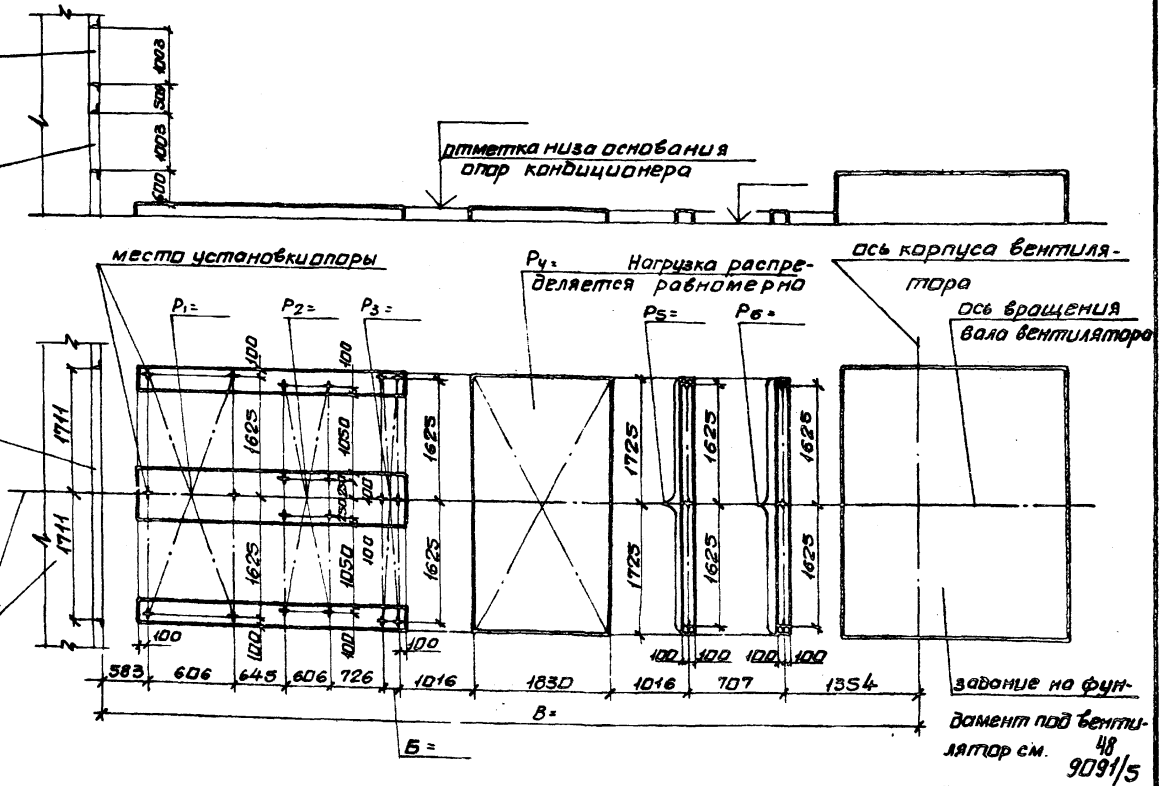 1003
500
1003
600
отметка низа основания
опор кондиционера
место установки опоры
P4= Нагрузка распре-
деляется равномерно
ось корпуса вентиля-
тора
ось вращения
вала вентилятора
P1=
P2=
P3=
P5=
P6=
100
100
1711
1625
1050
1625
1725
1625
1625
250
250
100
1711
1625
1050
100
1625
1725
1625
1625
100
100
100
100
100
100
100
100
583
606
645
606
726
1016
1830
1016
707
1354
В=
Б=
задание на фун-
дамент под венти-
лятор см. 48
9091/5